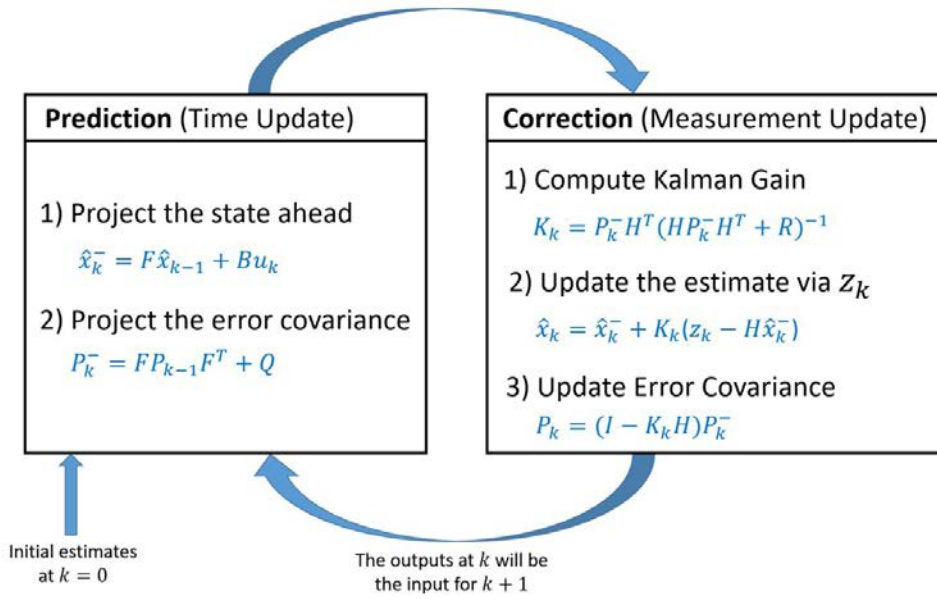 Prediction (Time Update)
1) Project the state ahead
x̂ₖ⁻ = Fx̂ₖ₋₁ + Buₖ
2) Project the error covariance
Pₖ⁻ = FPₖ₋₁Fᵀ + Q
Correction (Measurement Update)
1) Compute Kalman Gain
Kₖ = Pₖ⁻Hᵀ(HPₖ⁻Hᵀ + R)⁻¹
2) Update the estimate via zₖ
x̂ₖ = x̂ₖ⁻ + Kₖ(zₖ − Hx̂ₖ⁻)
3) Update Error Covariance
Pₖ = (I − KₖH)Pₖ⁻
Initial estimates
at k = 0
The outputs at k will be
the input for k + 1